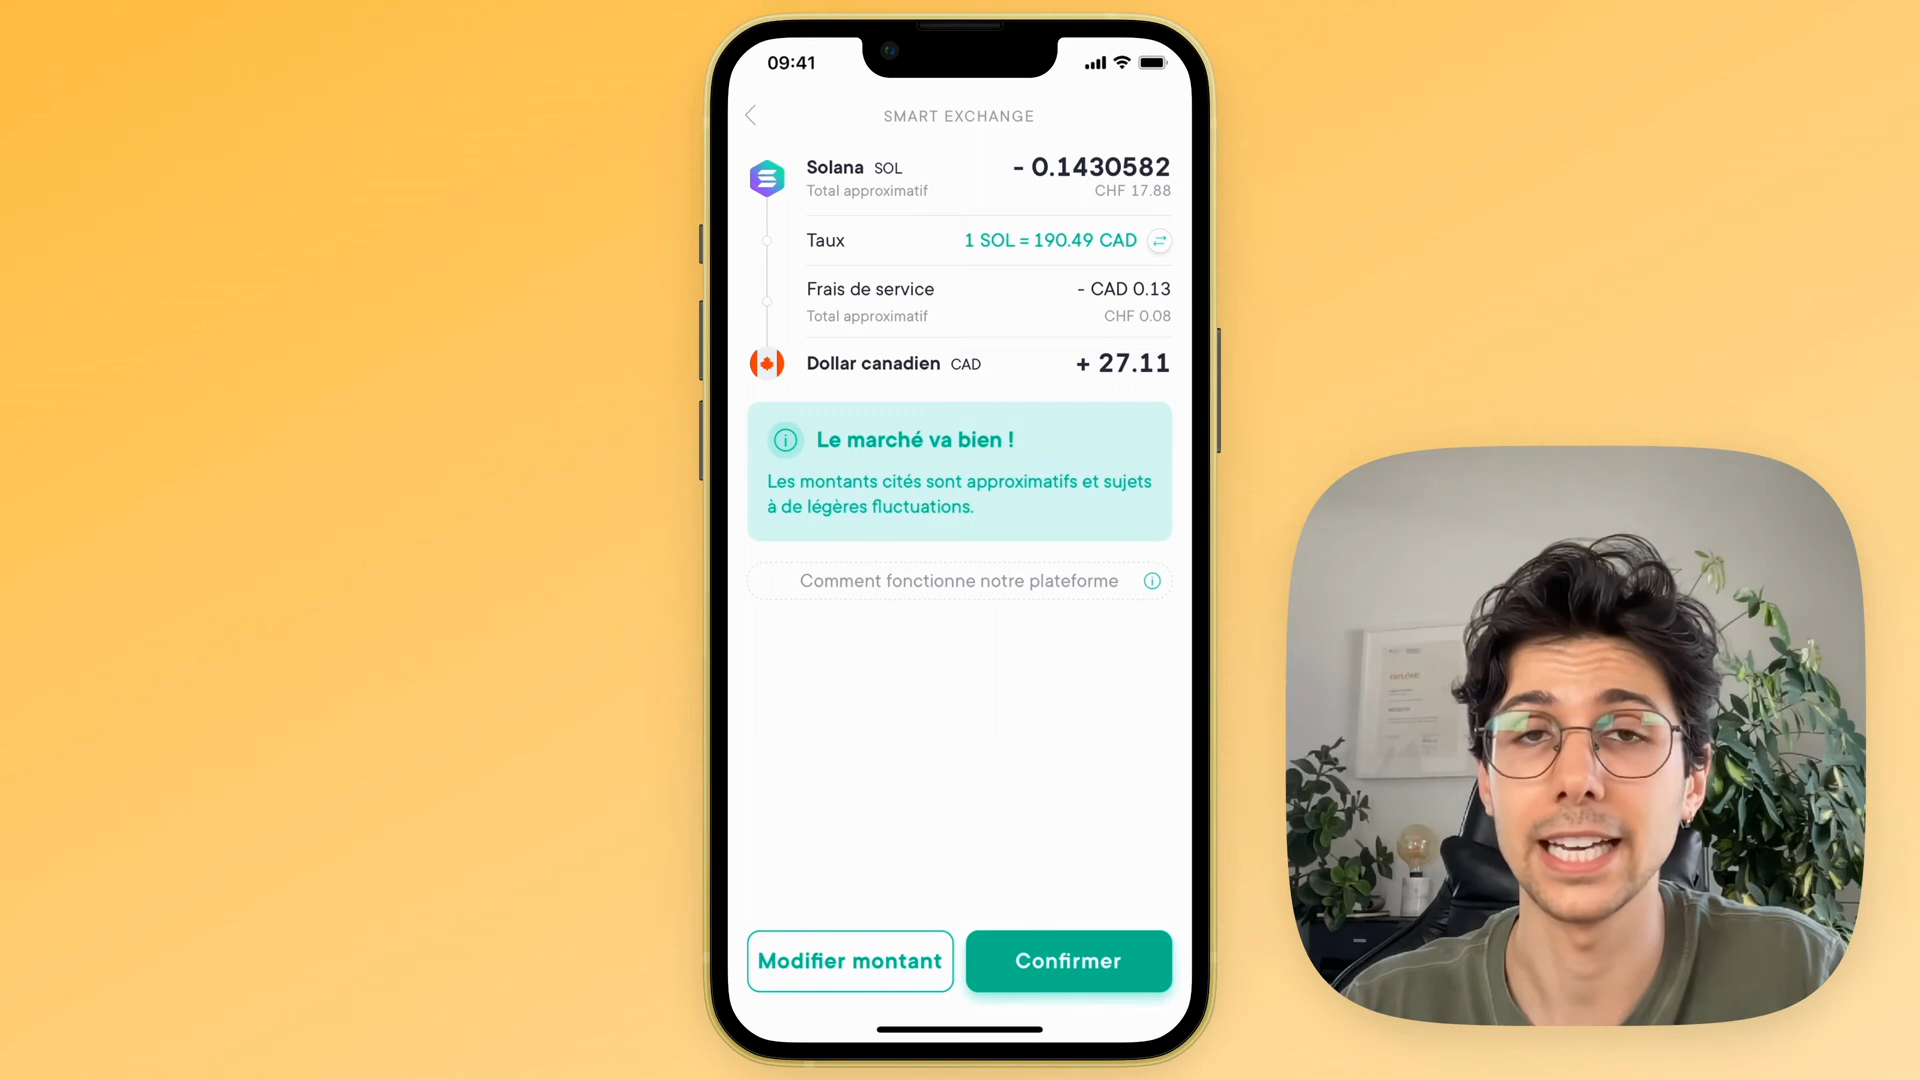 09:41
SMART EXCHANGE
Solana SOL - 0.1430582
Total approximatif CHF 17.88
Taux 1 SOL = 190.49 CAD
Frais de service - CAD 0.13
Total approximatif CHF 0.08
Dollar canadien CAD + 27.11
Le marché va bien !
Les montants cités sont approximatifs et sujets
à de légères fluctuations.
Comment fonctionne notre plateforme
Modifier montant Confirmer